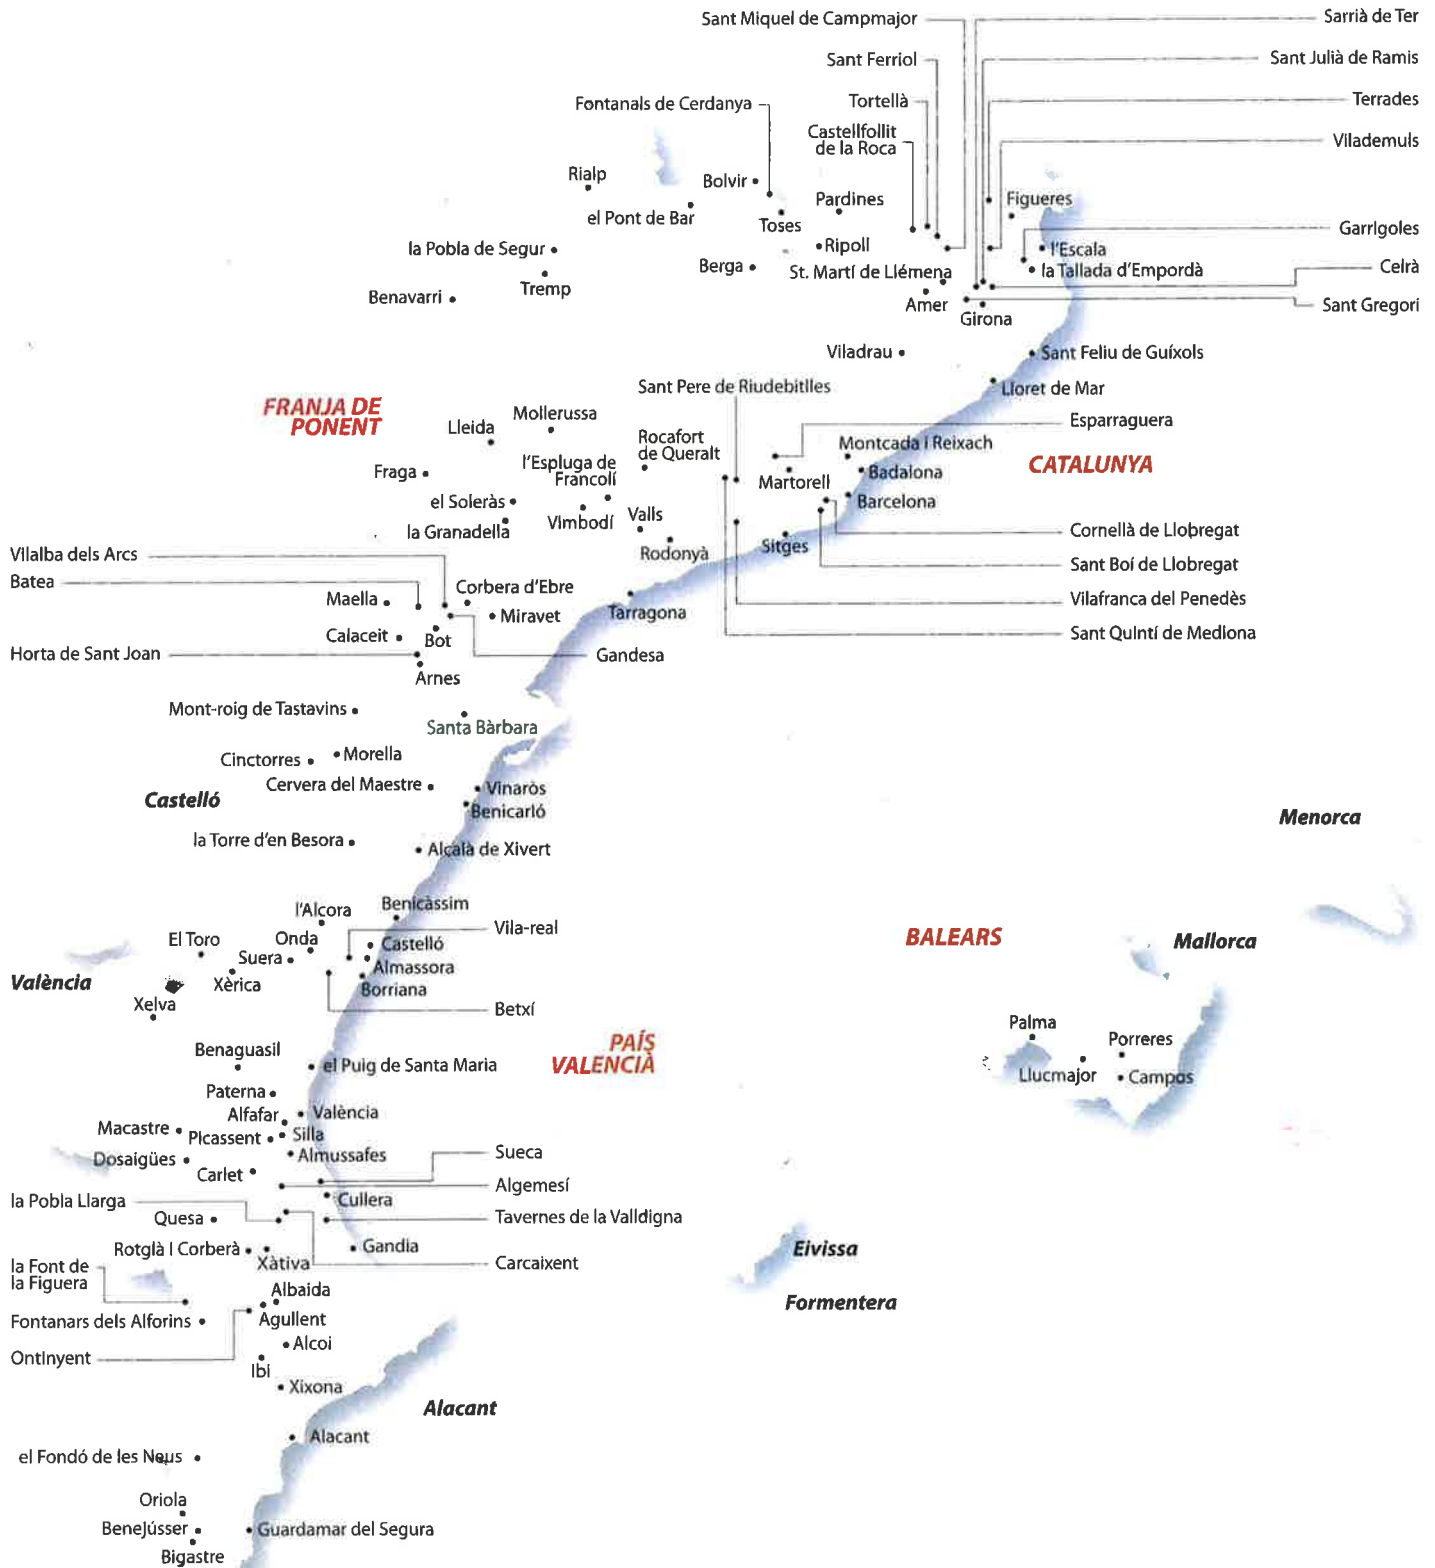 Sant Miquel de Campmajor
Sarrià de Ter
Sant Ferriol
Sant Julià de Ramis
Fontanals de Cerdanya
Tortellà
Terrades
Castellfollit
de la Roca
Vilademuls
Rialp
Bolvir
el Pont de Bar
Toses
Pardines
Figueres
Garrigoles
la Pobla de Segur
Ripoll
l'Escala
Berga
St. Martí de Llémena
la Tallada d'Empordà
Celrà
Tremp
Benavarri
Amer
Girona
Sant Gregori
Viladrau
Sant Feliu de Guíxols
Sant Pere de Riudebitlles
Lloret de Mar
FRANJA DE
PONENT
Mollerussa
Lleida
Rocafort
de Queralt
Esparraguera
Montcada i Reixach
CATALUNYA
Fraga
l'Espluga de
Francolí
Martorell
Badalona
el Soleràs
Barcelona
la Granadella
Vimbodí
Valls
Rodonyà
Sitges
Cornellà de Llobregat
Vilalba dels Arcs
Sant Boí de Llobregat
Batea
Maella
Corbera d'Ebre
Miravet
Tarragona
Vilafranca del Penedès
Calaceit
Bot
Sant Quintí de Mediona
Horta de Sant Joan
Gandesa
Arnes
Mont-roig de Tastavins
Santa Bàrbara
Cinctorres
Morella
Cervera del Maestre
Vinaròs
Castelló
Benicarló
Menorca
la Torre d'en Besora
Alçalà de Xivert
l'Alcora
Benicàssim
Vila-real
El Toro
Onda
Castelló
BALEARS
Mallorca
Suera
Almassora
València
Xèrica
Borriana
Xelva
Betxí
Palma
PAÍS
VALENCIÀ
Porreres
Benaguasil
el Puig de Santa Maria
Llucmajor
Campos
Paterna
Alfafar
València
Macastre
Picassent
Silla
Dosaigües
Almussafes
Sueca
Carlet
Algemesí
la Pobla Llarga
Cullera
Quesa
Tavernes de la Valldigna
Rotglà i Corberà
Xàtiva
Gandia
Eivissa
la Font de
la Figuera
Carcaixent
Albaida
Formentera
Fontanars dels Alforins
Agullent
Alcoi
Ontinyent
Ibi
Xixona
Alacant
Alacant
el Fondó de les Neus
Oriola
Benejússer
Guardamar del Segura
Bigastre